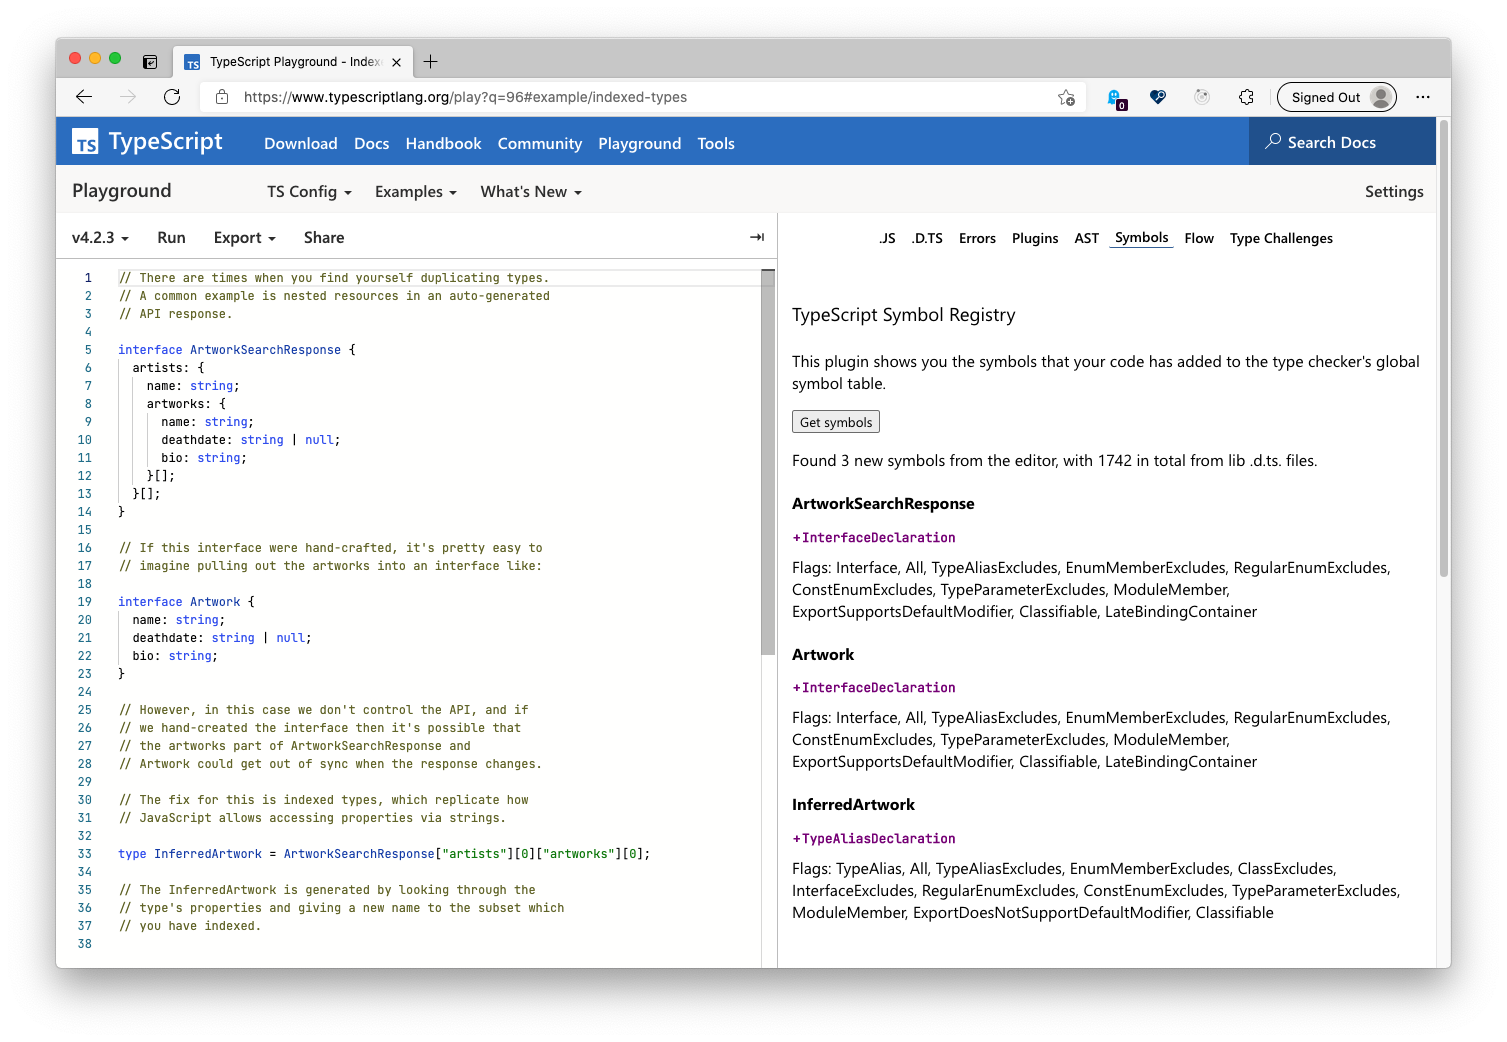 TypeScript Playground - Index
https://www.typescriptlang.org/play?q=96#example/indexed-types
0
Signed Out
TS TypeScript
Download Docs Handbook Community Playground Tools
Search Docs
Playground
TS Config What's New Examples
Settings
v4.2.3 Run Export Share
.JS .D.TS Errors Plugins AST Symbols Flow Type Challenges
1 // There are times when you find yourself duplicating types.
2 // A common example is nested resources in an auto-generated
3 // API response.
4
5 interface ArtworkSearchResponse {
6 artists: {
7 name: string;
8 artworks: {
9 name: string;
10 deathdate: string | null;
11 bio: string;
12 }[];
13 }[];
14 }
15
16 // If this interface were hand-crafted, it's pretty easy to
17 // imagine pulling out the artworks into an interface like:
18
19 interface Artwork {
20 name: string;
21 deathdate: string | null;
22 bio: string;
23 }
24
25 // However, in this case we don't control the API, and if
26 // we hand-created the interface then it's possible that
27 // the artworks part of ArtworkSearchResponse and
28 // Artwork could get out of sync when the response changes.
29
30 // The fix for this is indexed types, which replicate how
31 // JavaScript allows accessing properties via strings.
32
33 type InferredArtwork = ArtworkSearchResponse["artists"][0]["artworks"][0];
34
35 // The InferredArtwork is generated by looking through the
36 // type's properties and giving a new name to the subset which
37 // you have indexed.
38
TypeScript Symbol Registry
This plugin shows you the symbols that your code has added to the type checker's global
symbol table.
Get symbols
Found 3 new symbols from the editor, with 1742 in total from lib .d.ts. files.
ArtworkSearchResponse
+InterfaceDeclaration
Flags: Interface, All, TypeAliasExcludes, EnumMemberExcludes, RegularEnumExcludes,
ConstEnumExcludes, TypeParameterExcludes, ModuleMember,
ExportSupportsDefaultModifier, Classifiable, LateBindingContainer
Artwork
+InterfaceDeclaration
Flags: Interface, All, TypeAliasExcludes, EnumMemberExcludes, RegularEnumExcludes,
ConstEnumExcludes, TypeParameterExcludes, ModuleMember,
ExportSupportsDefaultModifier, Classifiable, LateBindingContainer
InferredArtwork
+TypeAliasDeclaration
Flags: TypeAlias, All, TypeAliasExcludes, EnumMemberExcludes, ClassExcludes,
InterfaceExcludes, RegularEnumExcludes, ConstEnumExcludes, TypeParameterExcludes,
ModuleMember, ExportDoesNotSupportDefaultModifier, Classifiable